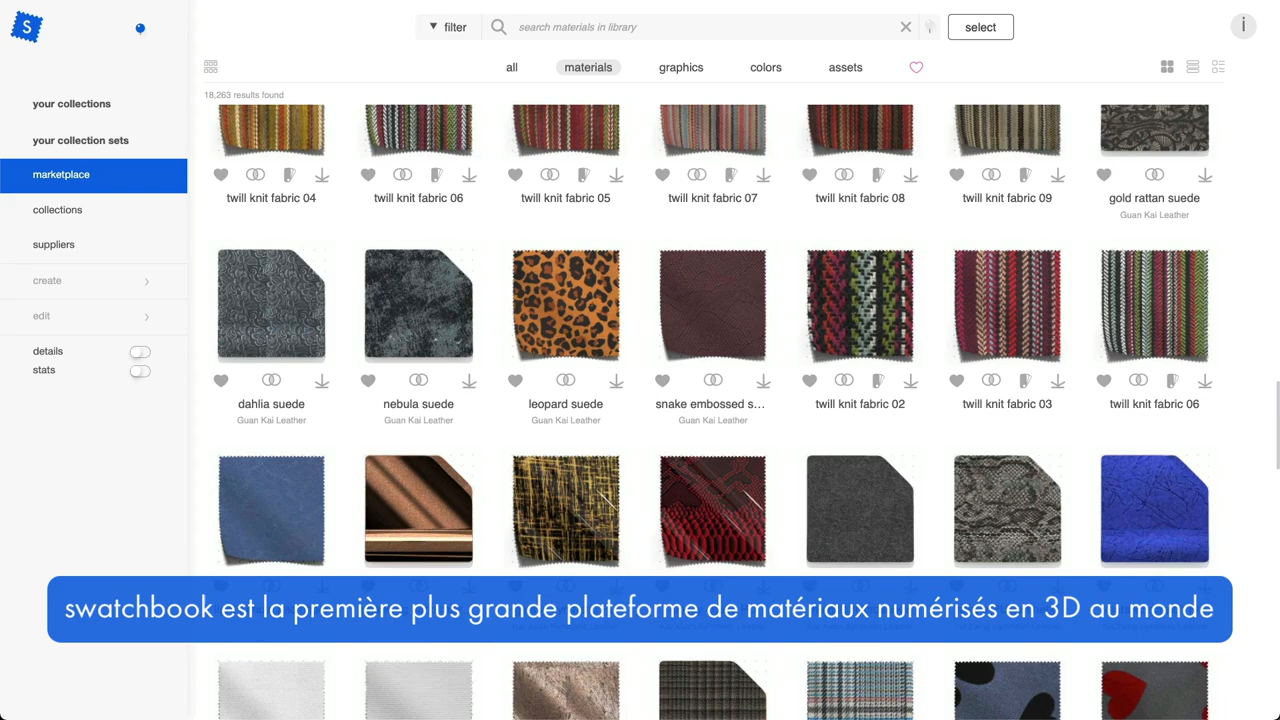 S
filter
search materials in library
select
i
all
materials
graphics
colors
assets
18,263 results found
your collections
your collection sets
marketplace
collections
suppliers
create
edit
details
stats
twill knit fabric 04
twill knit fabric 06
twill knit fabric 05
twill knit fabric 07
twill knit fabric 08
twill knit fabric 09
gold rattan suede
Guan Kai Leather
dahlia suede
Guan Kai Leather
nebula suede
Guan Kai Leather
leopard suede
Guan Kai Leather
snake embossed s...
Guan Kai Leather
twill knit fabric 02
twill knit fabric 03
twill knit fabric 06
swatchbook est la première plus grande plateforme de matériaux numérisés en 3D au monde